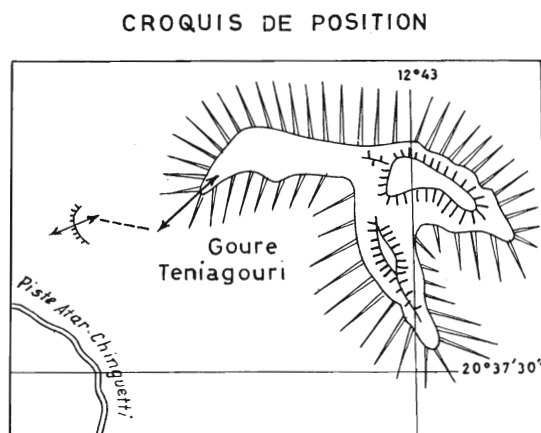 CROQUIS DE POSITION
12°43
Goure
Teniagouri
Piste Atar-Chinguetti
20°37'30"